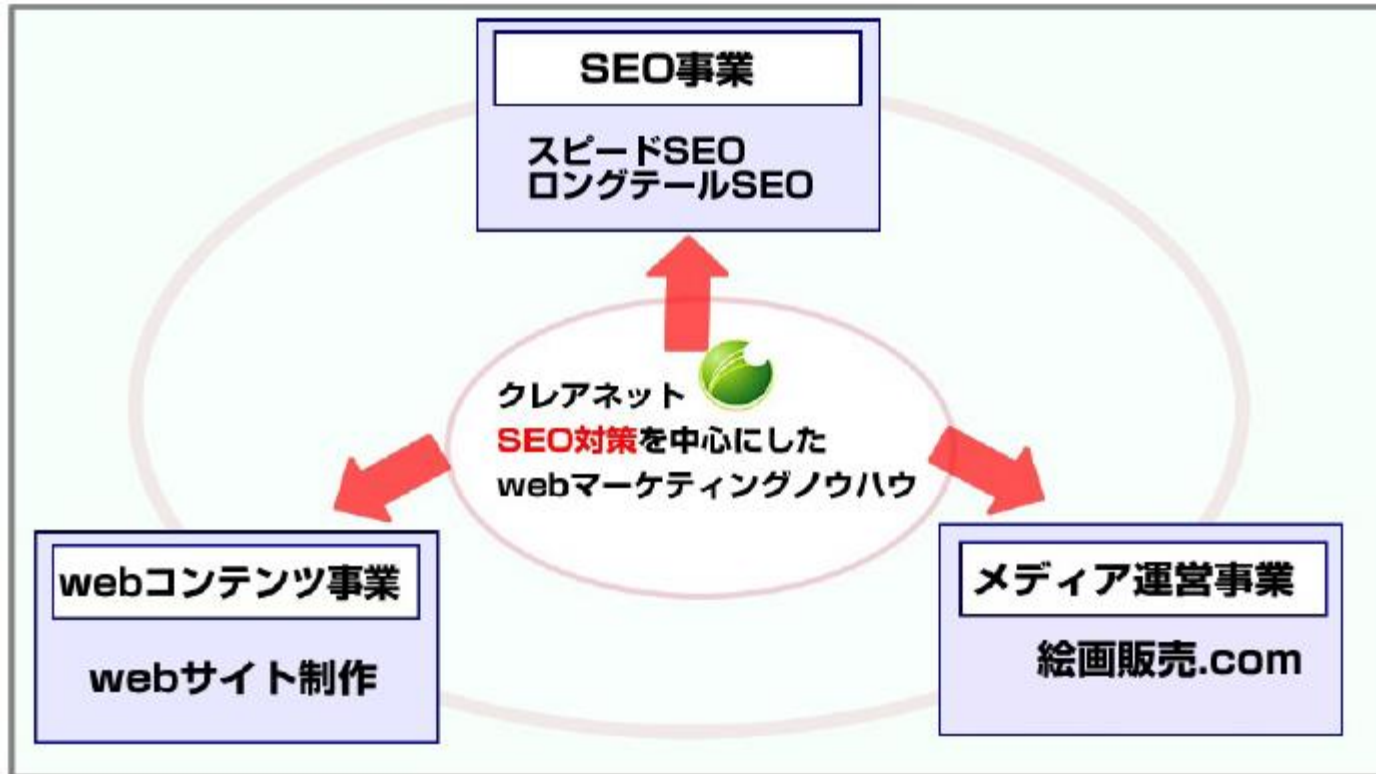 SEO事業
スピードSEO
ロングテールSEO
クレアネット
SEO対策を中心にした
webマーケティングノウハウ
webコンテンツ事業
webサイト制作
メディア運営事業
絵画販売.com